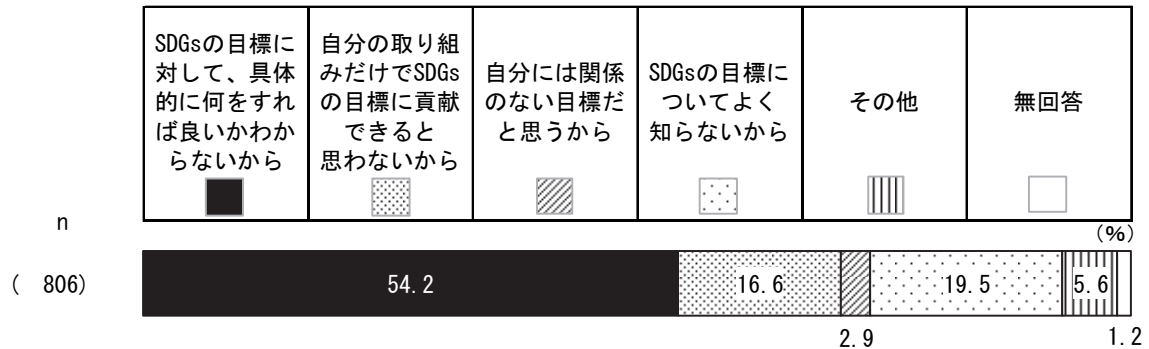 SDGsの目標に
対して、具体
的に何をすれ
ば良いかわか
らないから
自分の取り組
みだけでSDGs
の目標に貢献
できると
思わないから
自分には関係
のない目標だ
と思うから
SDGsの目標に
ついてよく
知らないから
その他
無回答
n
(%)
( 806)
54.2
16.6
2.9
19.5
5.6
1.2